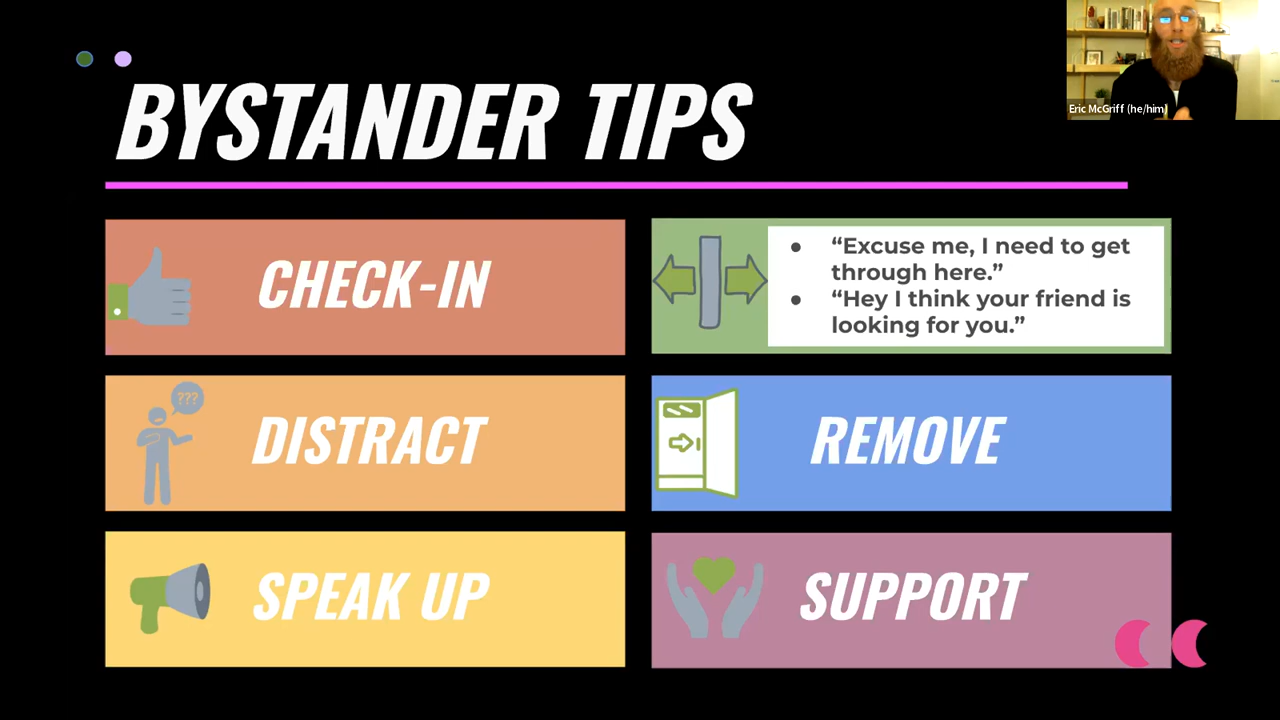 BYSTANDER TIPS
Eric McGriff (he/him)
CHECK-IN
● “Excuse me, I need to get
through here.”
● “Hey I think your friend is
looking for you.”
???
DISTRACT
REMOVE
SPEAK UP
SUPPORT